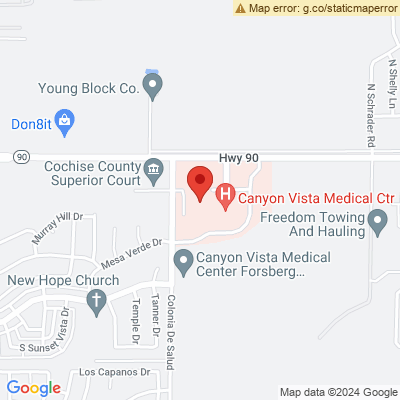 Map error: g.co/staticmaperror
Young Block Co.
N Shelly Ln
N Schrader Rd
Don8it
90
Hwy 90
Cochise County
Superior Court
H
Canyon Vista Medical Ctr
Freedom Towing
And Hauling
Murray Hill Dr
Mesa Verde Dr
Canyon Vista Medical
Center Forsberg
...
New Hope Church
Temple Dr
Tanner Dr
Colonia De Salud
S Sunset Vista Dr
Los Capanos Dr
Google
Map data ©2024 Google